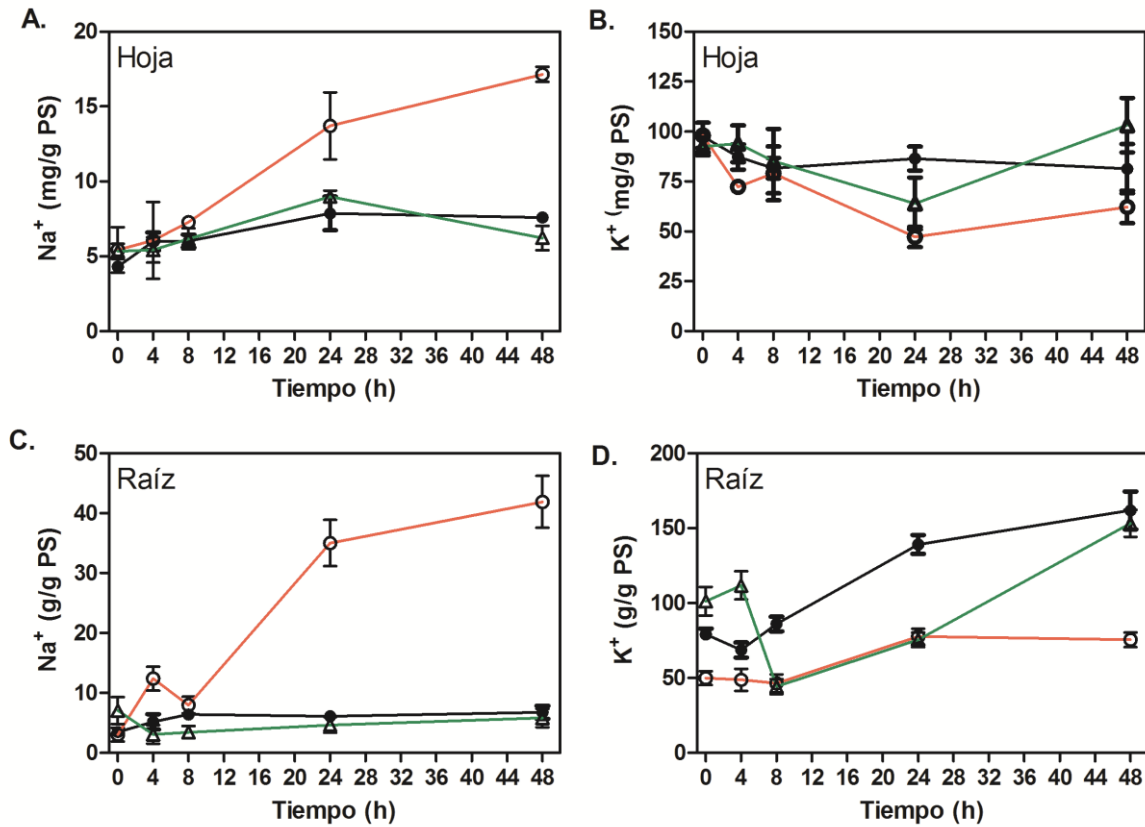 A.
Hoja
Na+ (mg/g PS)
20
15
10
5
0
0 4 8 12 16 20 24 28 32 36 40 44 48
Tiempo (h)
B.
Hoja
K+ (mg/g PS)
150
125
100
75
50
25
0
0 4 8 12 16 20 24 28 32 36 40 44 48
Tiempo (h)
C.
Raíz
Na+ (g/g PS)
50
40
30
20
10
0
0 4 8 12 16 20 24 28 32 36 40 44 48
Tiempo (h)
D.
Raíz
K+ (g/g PS)
200
150
100
50
0
0 4 8 12 16 20 24 28 32 36 40 44 48
Tiempo (h)